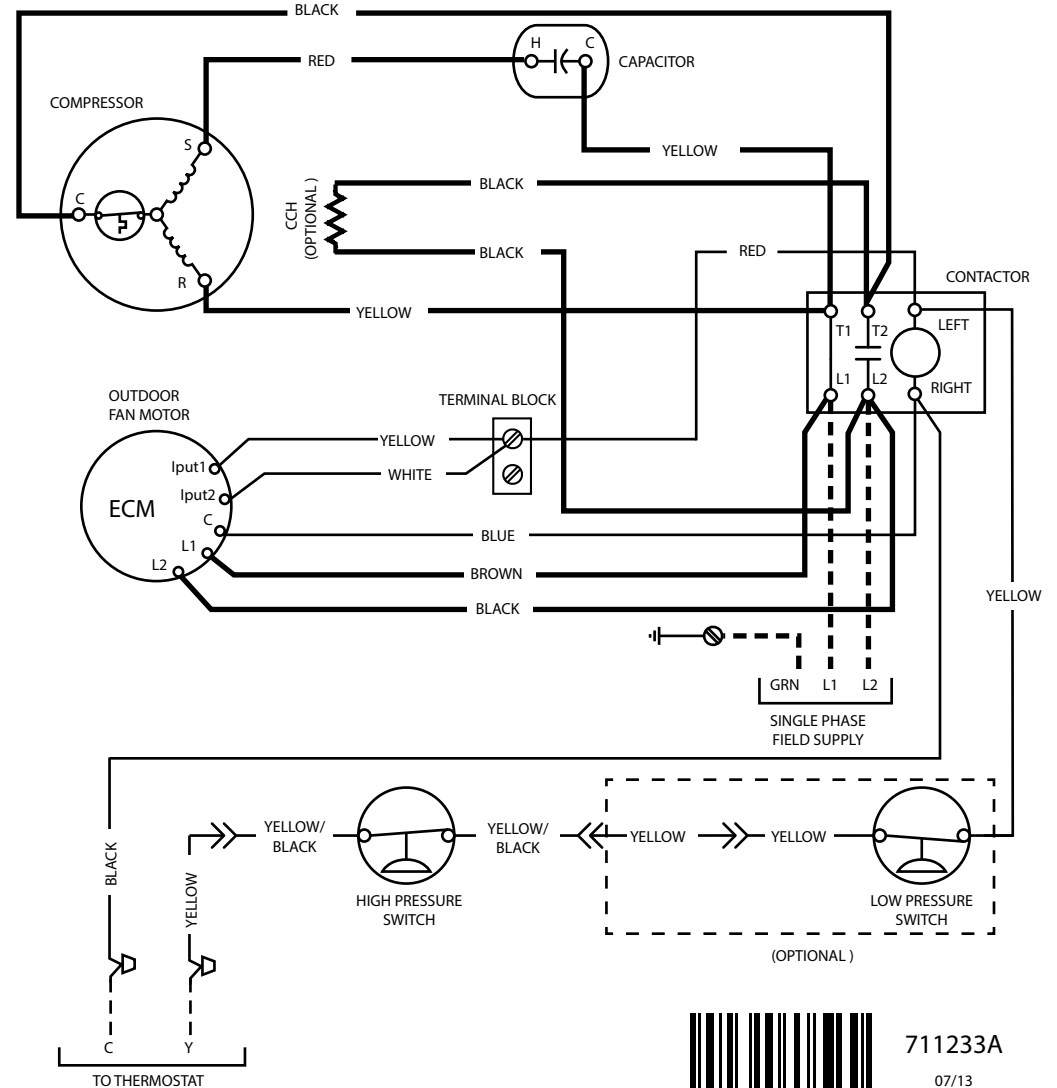 BLACK
H
C
CAPACITOR
RED
COMPRESSOR
S
YELLOW
C
BLACK
CCH
(OPTIONAL )
BLACK
RED
CONTACTOR
R
YELLOW
T1
T2
LEFT
L1
L2
RIGHT
OUTDOOR
FAN MOTOR
TERMINAL BLOCK
YELLOW
Iput1
WHITE
Iput2
ECM
C
BLUE
L1
L2
BROWN
BLACK
YELLOW
GRN
L1
L2
SINGLE PHASE
FIELD SUPPLY
YELLOW/
BLACK
YELLOW/
BLACK
YELLOW
YELLOW
BLACK
YELLOW
HIGH PRESSURE
SWITCH
LOW PRESSURE
SWITCH
(OPTIONAL )
C
Y
TO THERMOSTAT
711233A
07/13